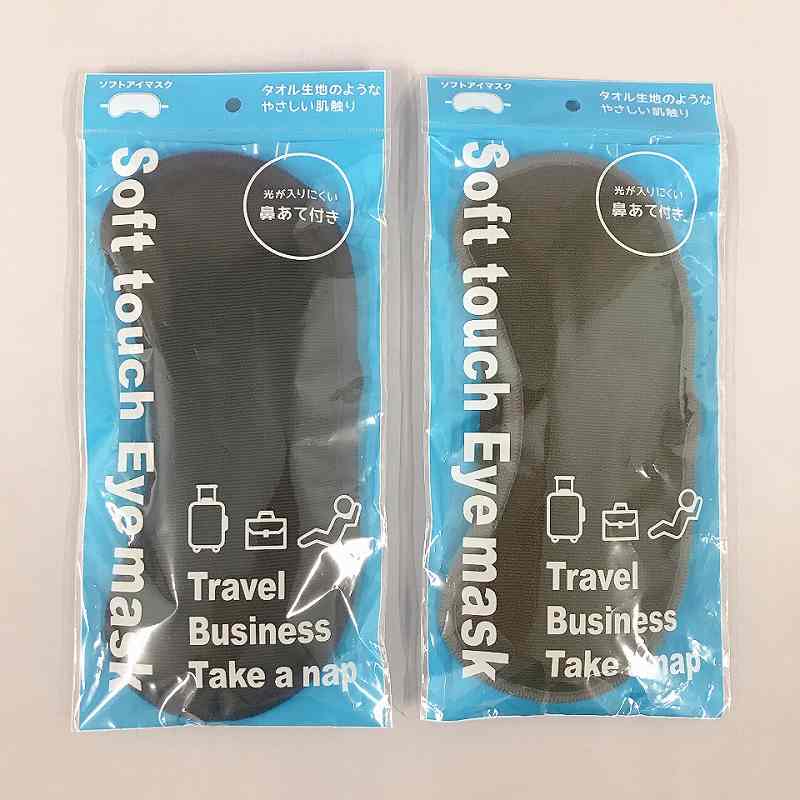 ソフトアイマスク
タオル生地のような
やさしい肌触り
光が入りにくい
鼻あて付き
Soft touch Eye mask
Travel
Business
Take a nap
ソフトアイマスク
タオル生地のような
やさしい肌触り
光が入りにくい
鼻あて付き
Soft touch Eye mask
Travel
Business
Take a nap